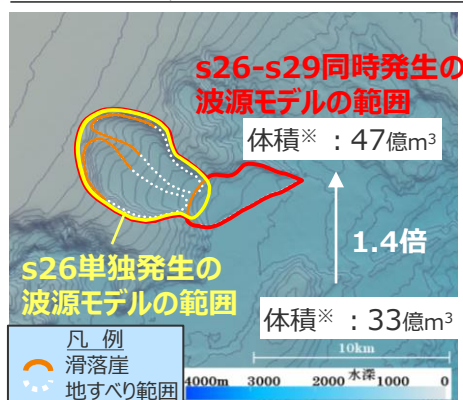 s26-s29同時発生の
波源モデルの範囲
体積※ : 47億m³
1.4倍
s26単独発生の
波源モデルの範囲
体積※ : 33億m³
凡 例
滑落崖
地すべり範囲
10km
4000m 3000 2000 水深 1000 0